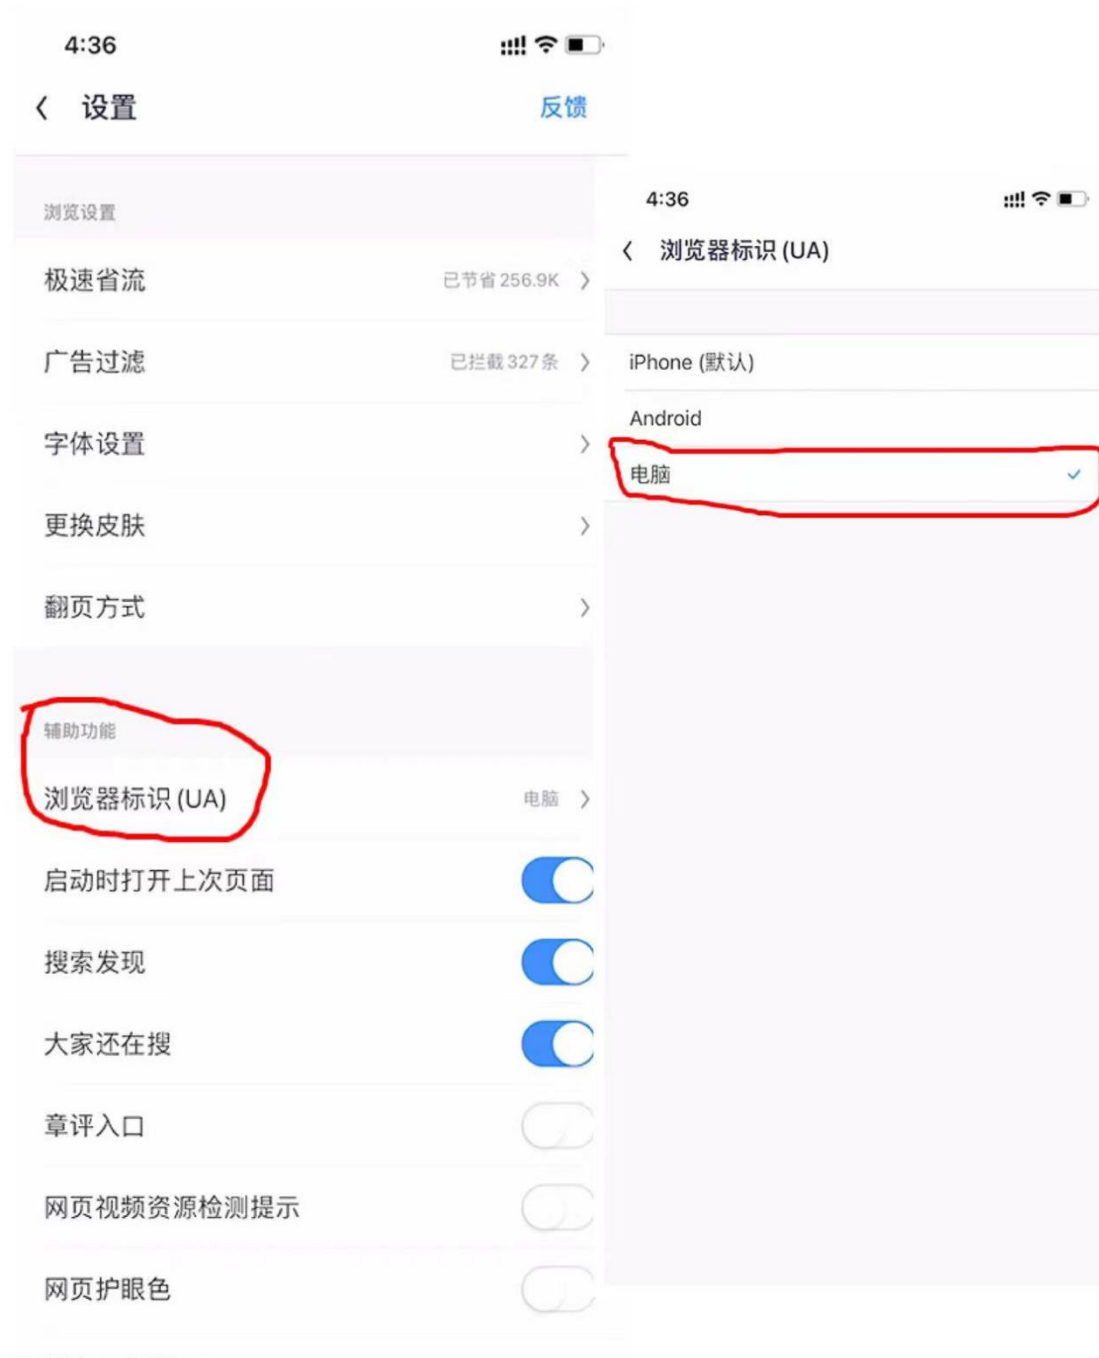 4:36
设置
反馈
浏览设置
极速省流
已节省 256.9K
广告过滤
已拦截 327 条
字体设置
更换皮肤
翻页方式
辅助功能
浏览器标识 (UA)
电脑
启动时打开上次页面
搜索发现
大家还在搜
章评入口
网页视频资源检测提示
网页护眼色
4:36
浏览器标识 (UA)
iPhone (默认)
Android
电脑